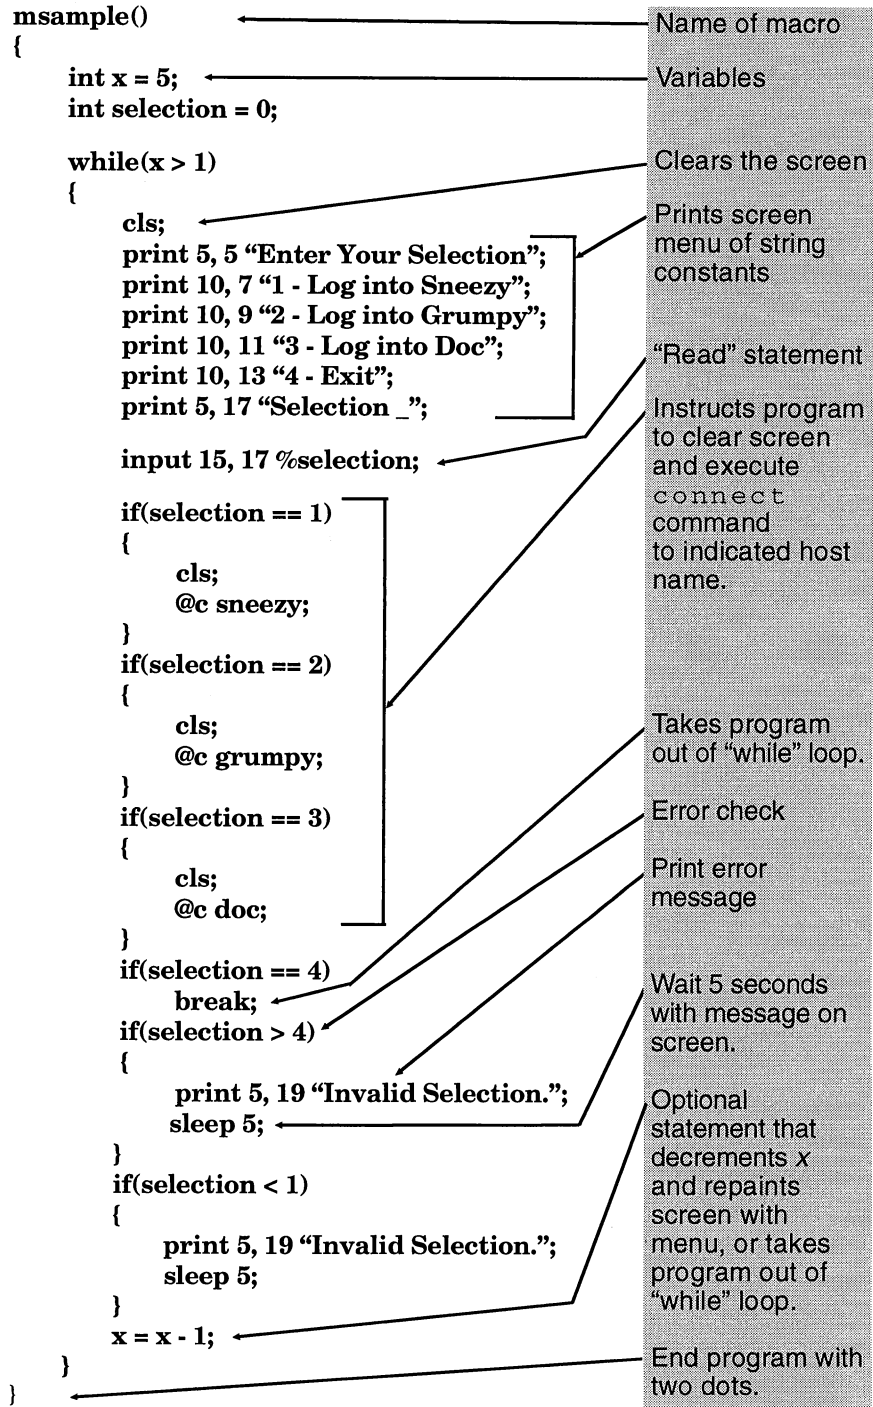 msample()
{
int x = 5;
int selection = 0;
while(x > 1)
{
cls;
print 5, 5 “Enter Your Selection”;
print 10, 7 “1 - Log into Sneezy”;
print 10, 9 “2 - Log into Grumpy”;
print 10, 11 “3 - Log into Doc”;
print 10, 13 “4 - Exit”;
print 5, 17 “Selection _”;
input 15, 17 %selection;
if(selection == 1)
{
cls;
@c sneezy;
}
if(selection == 2)
{
cls;
@c grumpy;
}
if(selection == 3)
{
cls;
@c doc;
}
if(selection == 4)
break;
if(selection > 4)
{
print 5, 19 “Invalid Selection.”;
sleep 5;
}
if(selection < 1)
{
print 5, 19 “Invalid Selection.”;
sleep 5;
}
x = x - 1;
}
}
Name of macro
Variables
Clears the screen
Prints screen
menu of string
constants
“Read” statement
Instructs program
to clear screen
and execute
connect
command
to indicated host
name.
Takes program
out of “while” loop.
Error check
Print error
message
Wait 5 seconds
with message on
screen.
Optional
statement that
decrements x
and repaints
screen with
menu, or takes
program out of
“while” loop.
End program with
two dots.